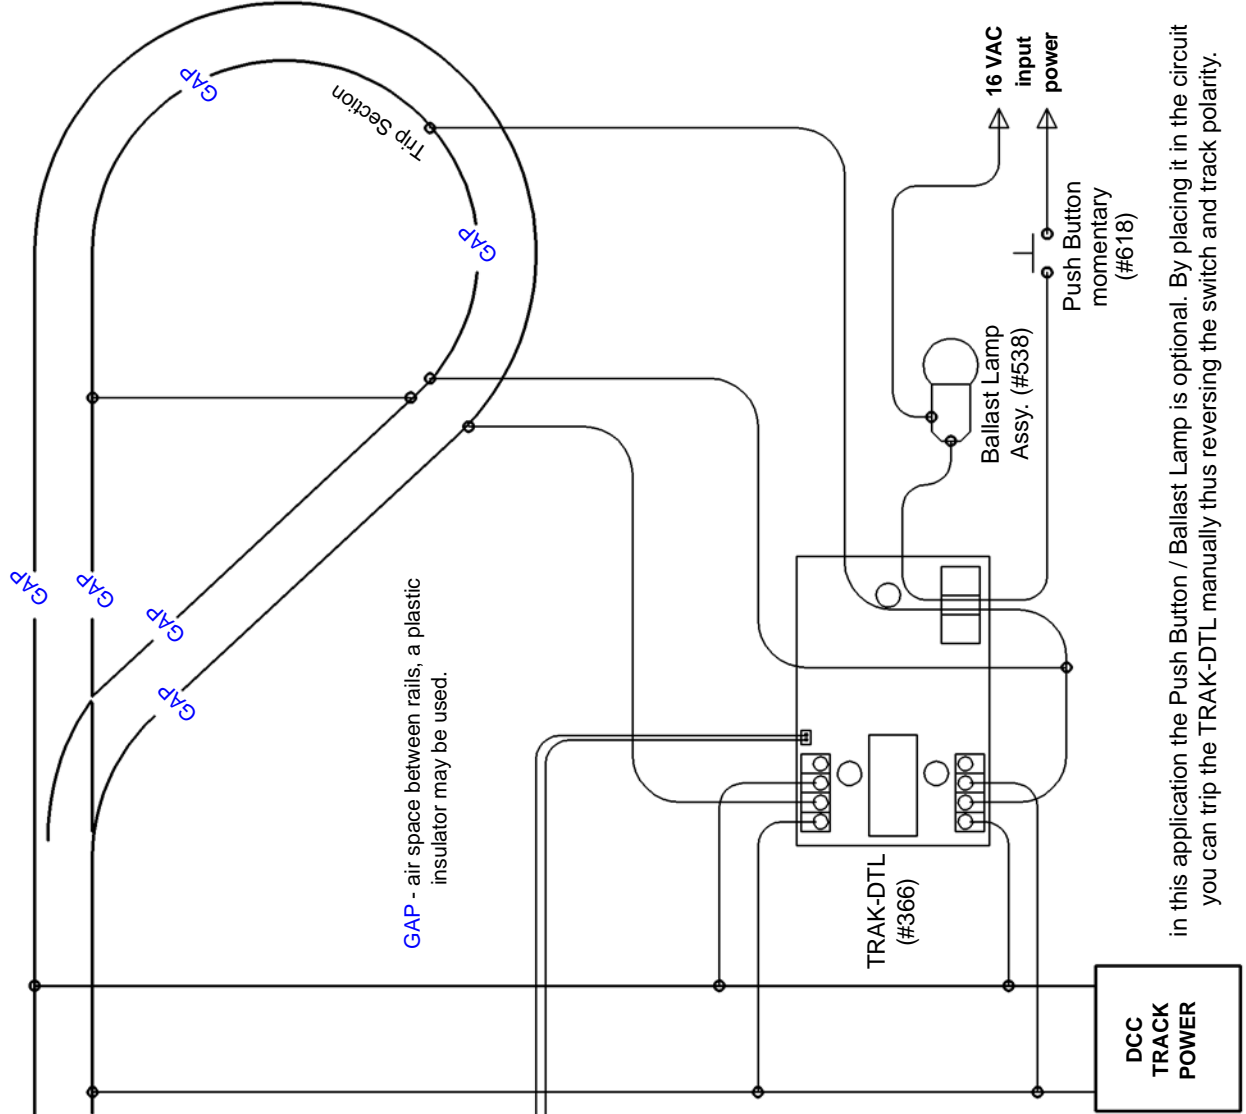 GAP
Trip Section
GAP
GAP
GAP
GAP
GAP
GAP - air space between rails, a plastic
insulator may be used.
16 VAC
input
power
Push Button
momentary
(#618)
Ballast Lamp
Assy. (#538)
TRAK-DTL
(#366)
DCC
TRACK
POWER
in this application the Push Button / Ballast Lamp is optional. By placing it in the circuit
you can trip the TRAK-DTL manually thus reversing the switch and track polarity.